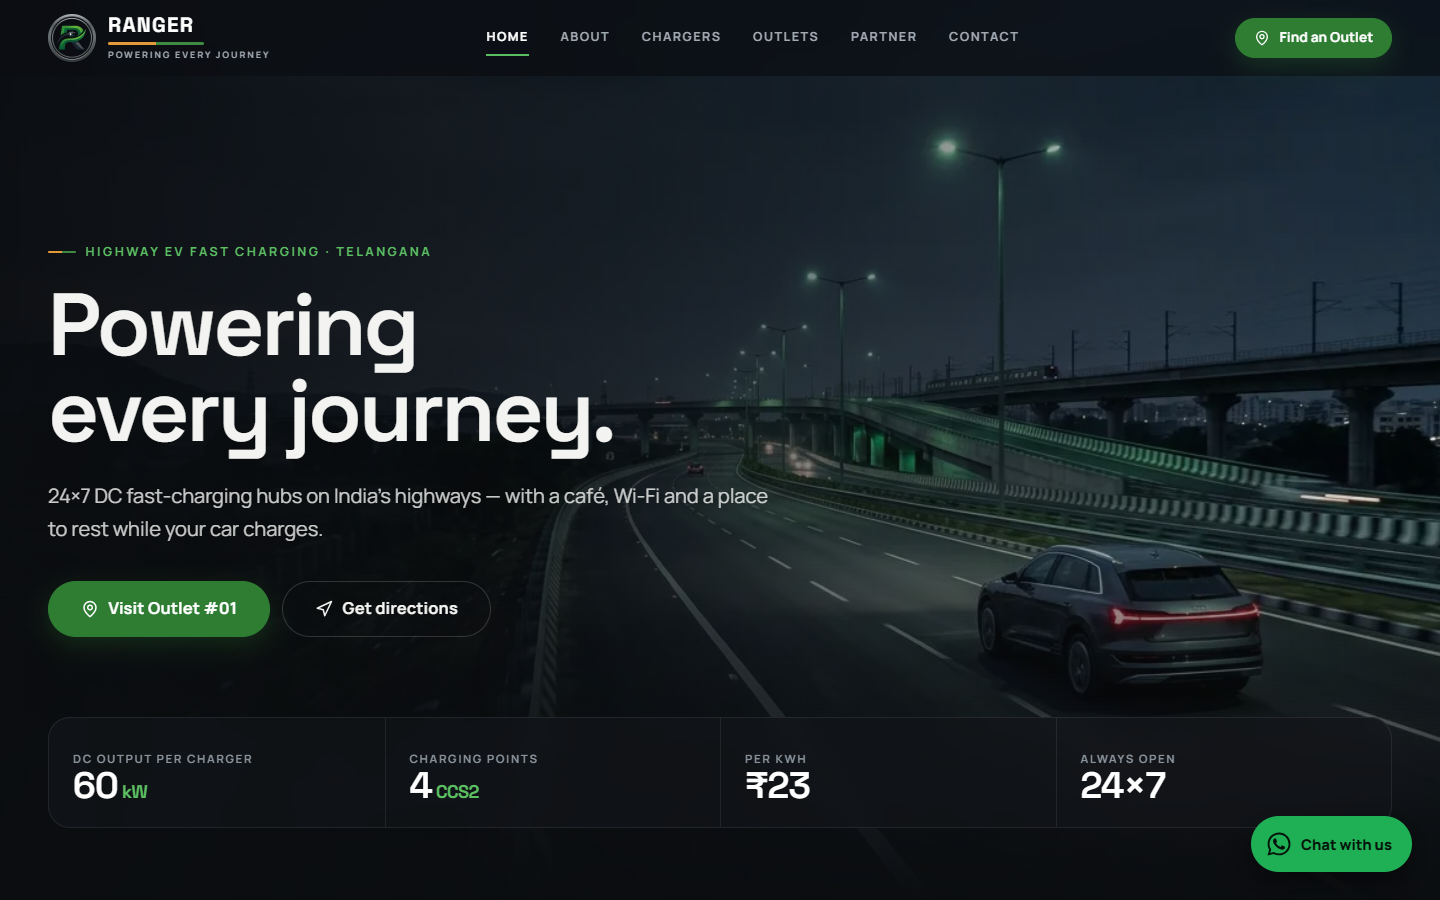 RANGER
POWERING EVERY JOURNEY
HOME
ABOUT
CHARGERS
OUTLETS
PARTNER
CONTACT
Find an Outlet
HIGHWAY EV FAST CHARGING · TELANGANA
Powering
every journey.
24×7 DC fast-charging hubs on India's highways — with a café, Wi-Fi and a place
to rest while your car charges.
Visit Outlet #01
Get directions
DC OUTPUT PER CHARGER
60 kW
CHARGING POINTS
4 CCS2
PER KWH
₹23
ALWAYS OPEN
24×7
Chat with us